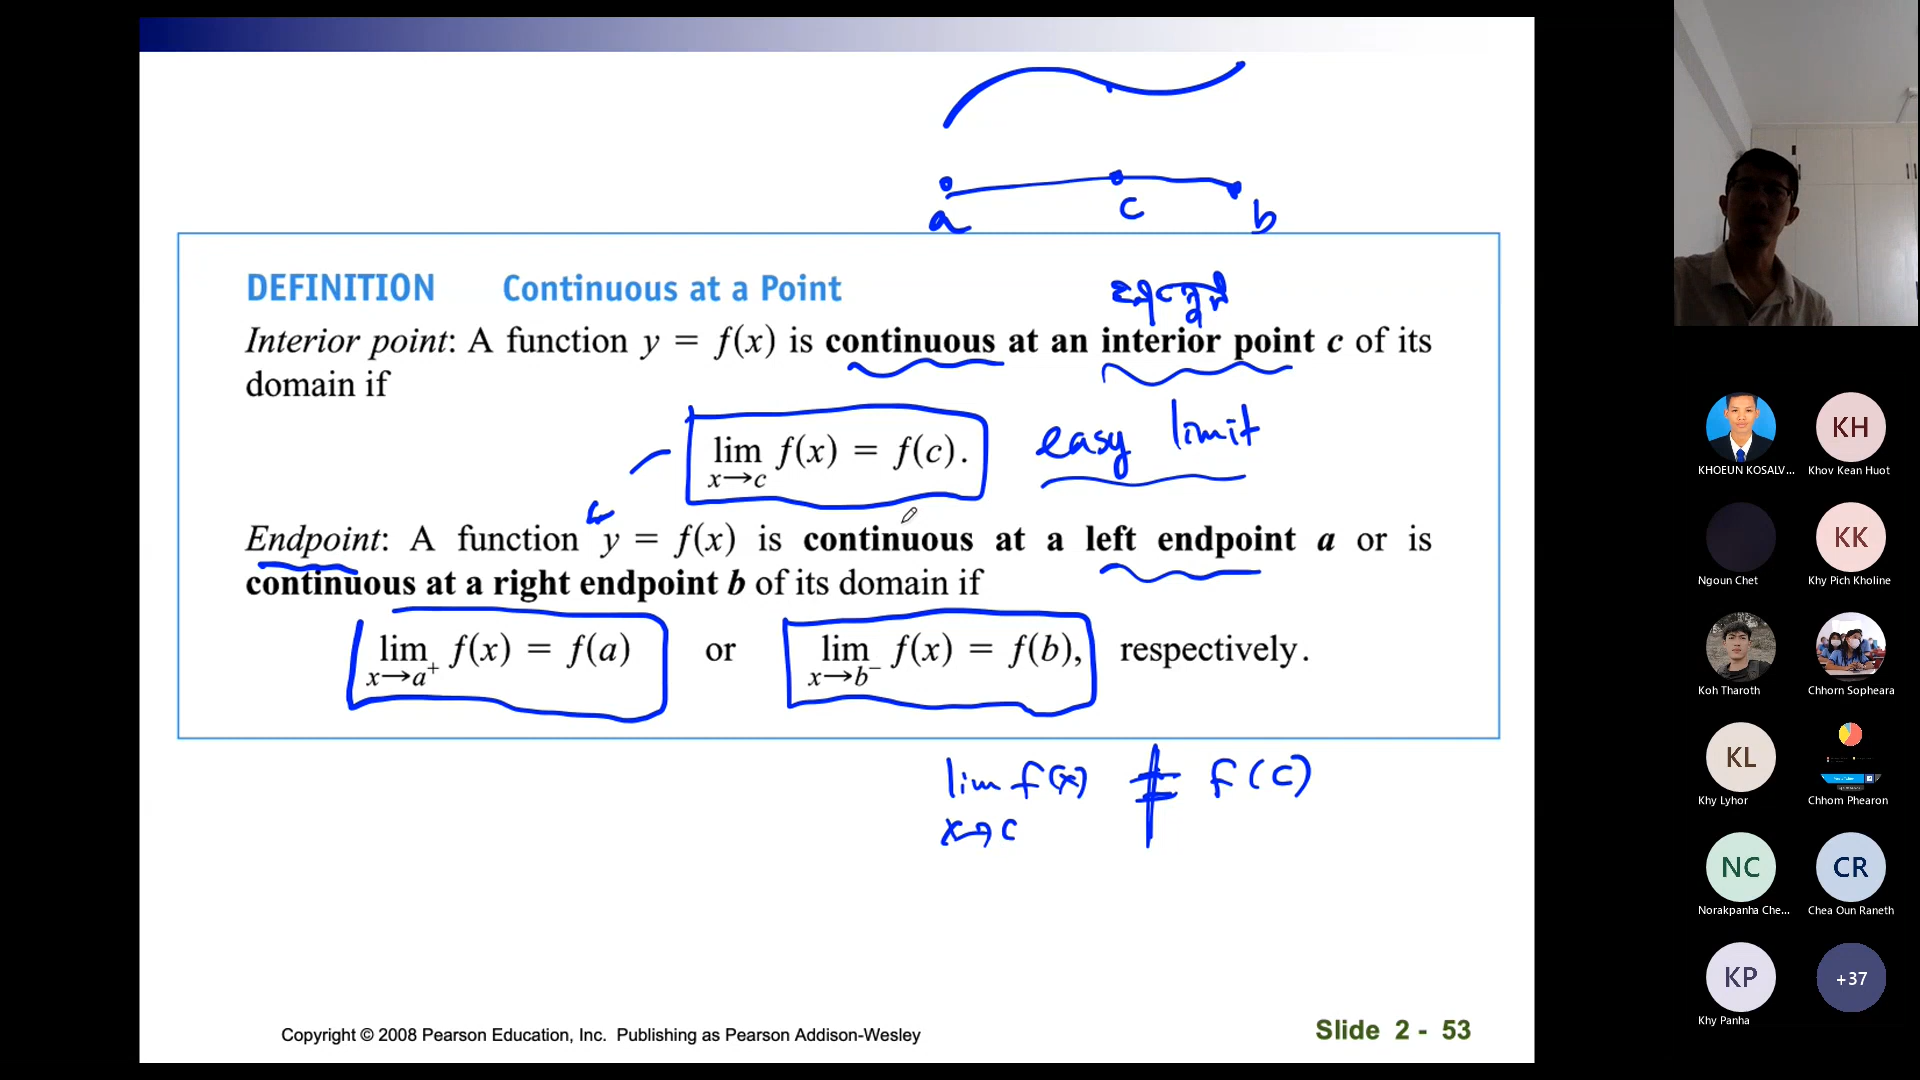 a c b
DEFINITION Continuous at a Point
Interior point: A function y = f(x) is continuous at an interior point c of its
domain if
lim f(x) = f(c).
x→c
easy limit
Endpoint: A function y = f(x) is continuous at a left endpoint a or is
continuous at a right endpoint b of its domain if
lim f(x) = f(a) or lim f(x) = f(b), respectively.
x→a⁺ x→b⁻
lim f(x) ≠ f(c)
x→c
Copyright © 2008 Pearson Education, Inc. Publishing as Pearson Addison-Wesley
Slide 2 - 53
KH
KHOEUN KOSALV... Khov Kean Huot
KK
Ngoun Chet Khy Pich Kholine
Koh Tharoth Chhorn Sopheara
KL
Khy Lyhor Chhom Phearon
NC CR
Norakpanha Che... Chea Oun Raneth
KP +37
Khy Panha